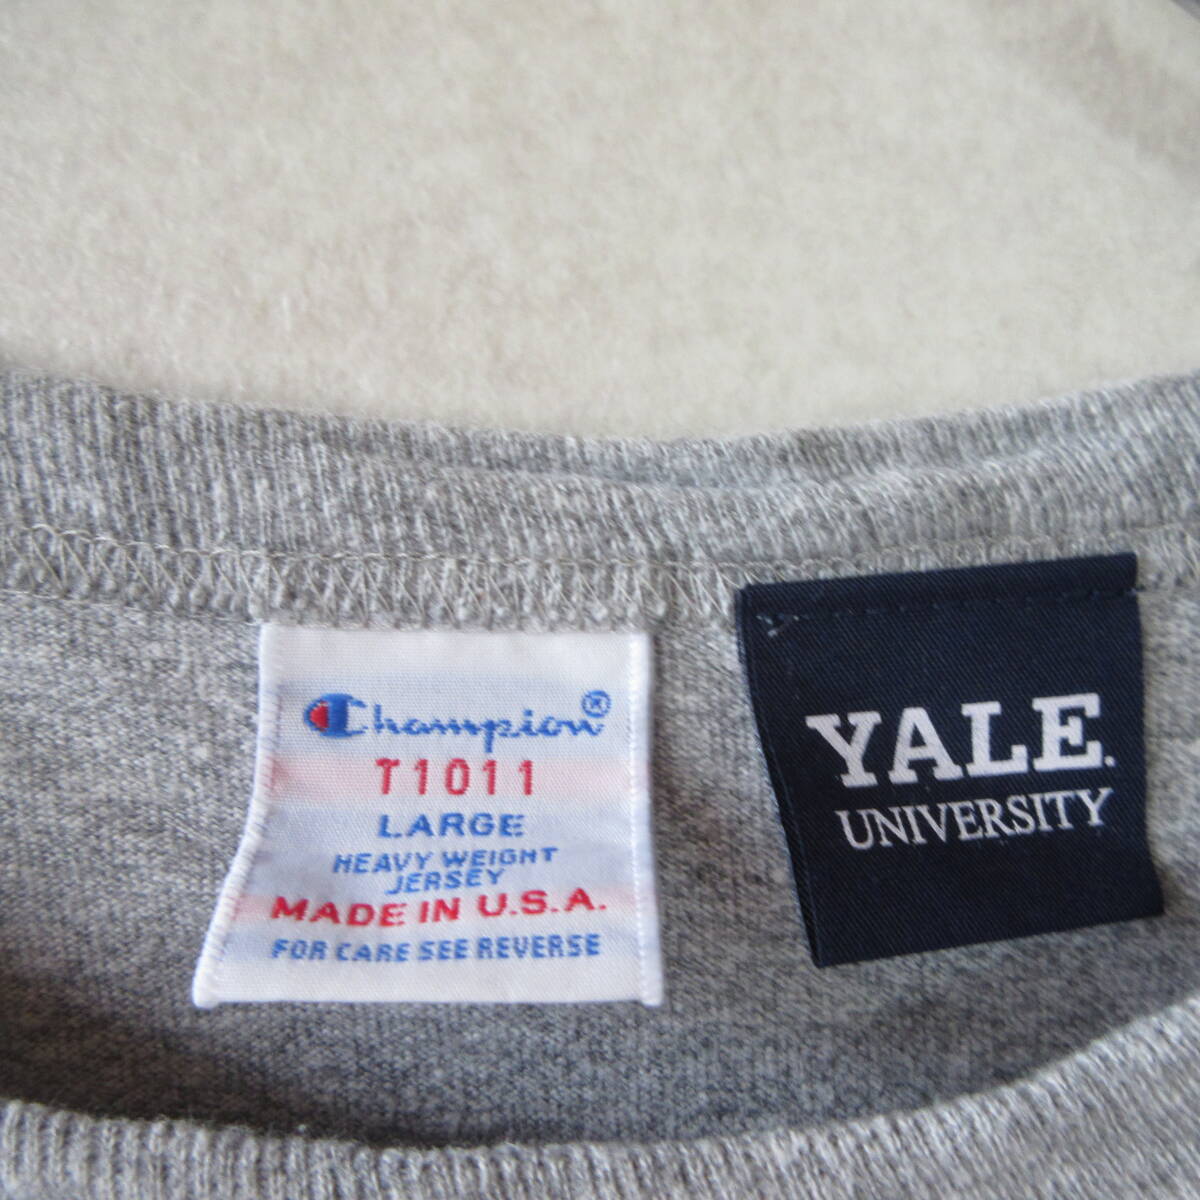 Champion®
T1011
LARGE
HEAVY WEIGHT
JERSEY
MADE IN U.S.A.
FOR CARE SEE REVERSE
YALE.
UNIVERSITY